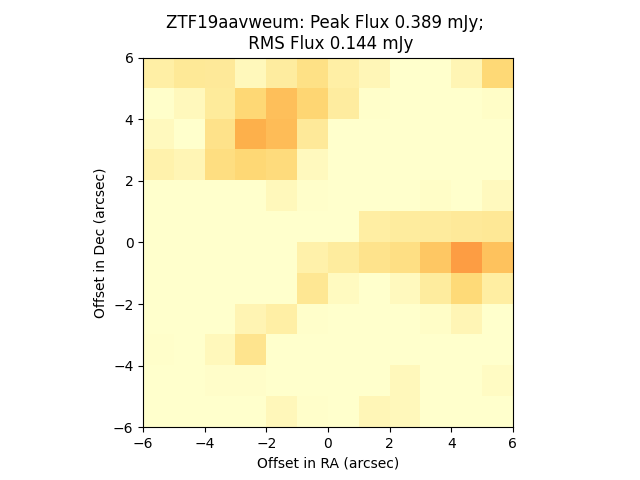 ZTF19aavweum: Peak Flux 0.389 mJy;
RMS Flux 0.144 mJy
6
4
2
0
−2
−4
−6
Offset in Dec (arcsec)
−6 −4 −2 0 2 4 6
Offset in RA (arcsec)